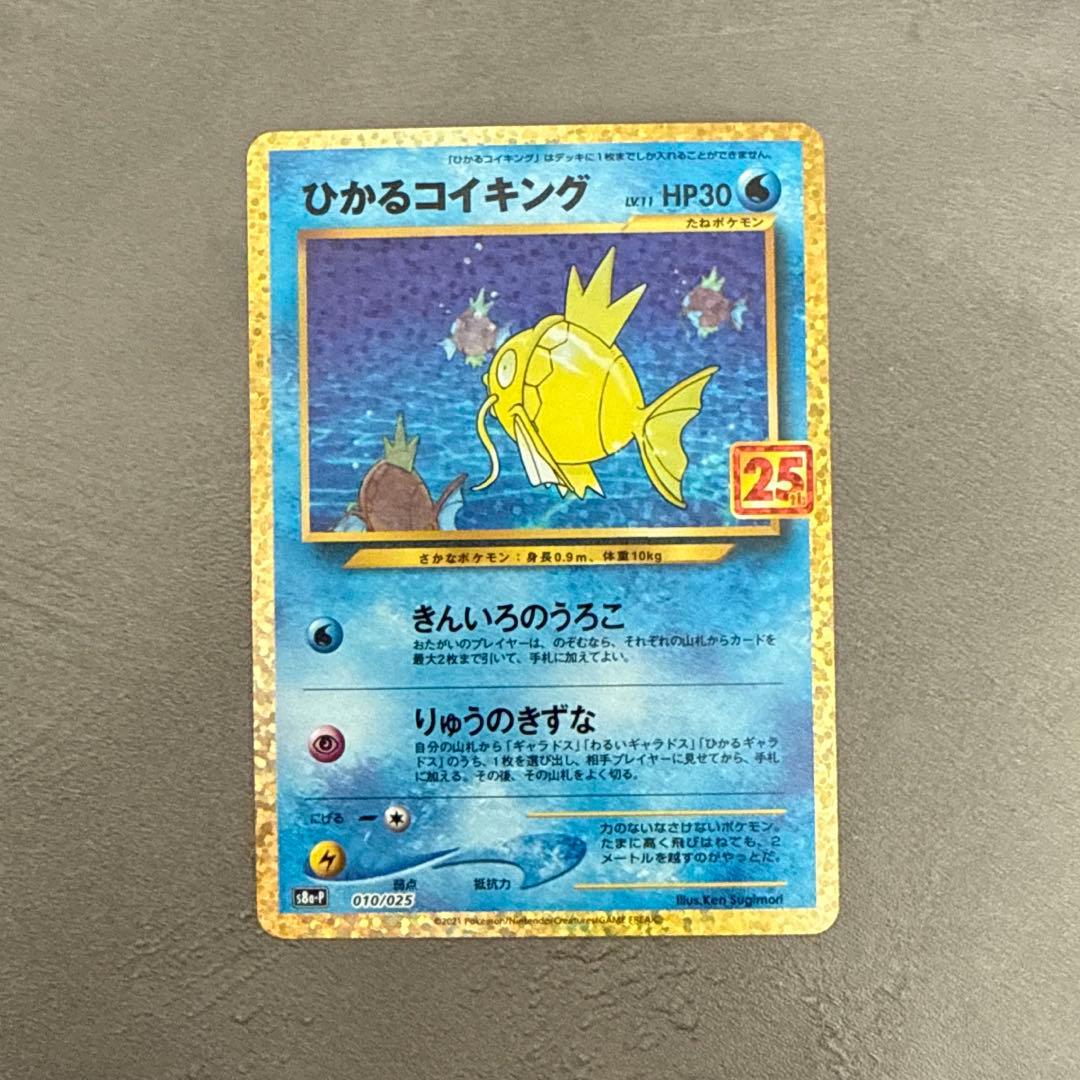 「ひかるコイキング」はデッキに1枚までしか入れることができません。
ひかるコイキング LV.11 HP30
たねポケモン
25th
さかなポケモン：身長0.9m、体重10kg
きんいろのうろこ
おたがいのプレイヤーは、のぞむなら、それぞれの山札からカードを
最大2枚まで引いて、手札に加えてよい。
りゅうのきずな
自分の山札から「ギャラドス」「わるいギャラドス」「ひかるギャラ
ドス」のうち、1枚を選び出し、相手プレイヤーに見せてから、手札
に加える。その後、その山札をよく切る。
にげる
弱点 抵抗力
力のないなさけないポケモン。
たまに高く飛びはねても、2
メートルを越すのがやっとだ。
s8a-P 010/025
Illus.Ken Sugimori
©2021 Pokémon/Nintendo/Creatures/GAME FREAK